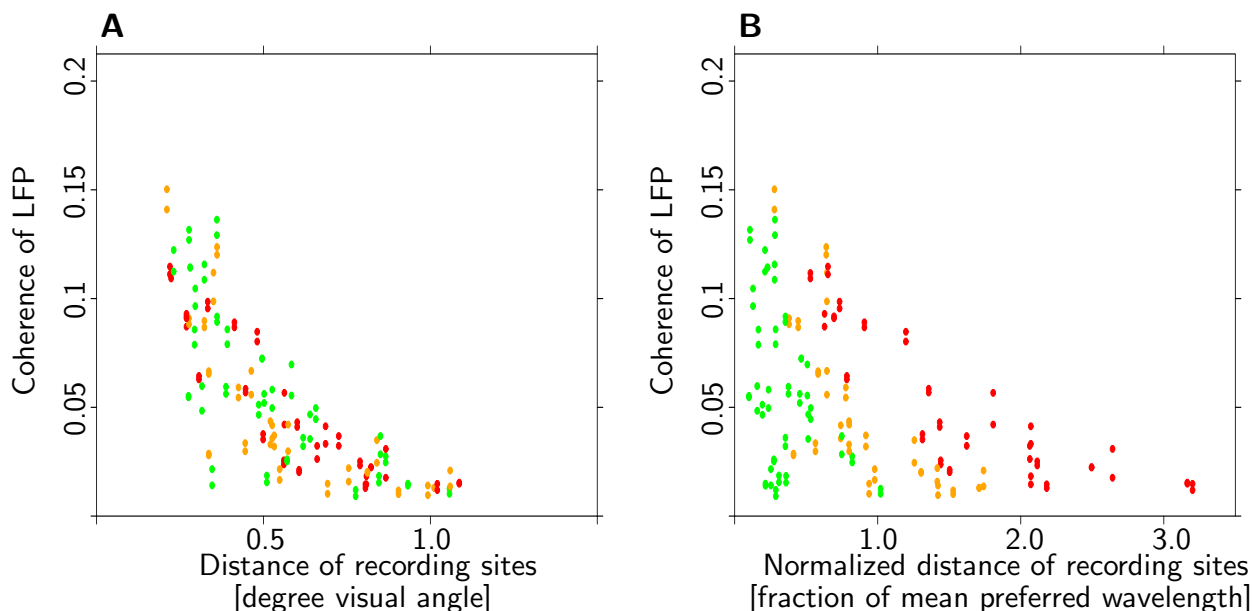 A
0.2
0.15
0.1
0.05
Coherence of LFP
0.5
1.0
Distance of recording sites
[degree visual angle]
B
0.2
0.15
0.1
0.05
Coherence of LFP
1.0
2.0
3.0
Normalized distance of recording sites
[fraction of mean preferred wavelength]